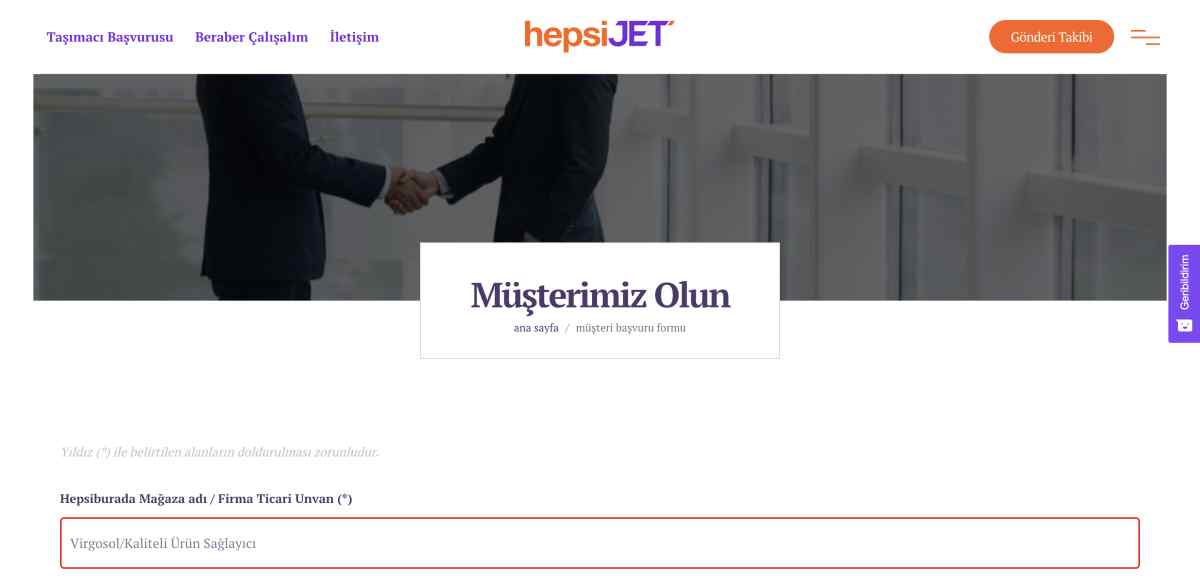 Taşımacı Başvurusu
Beraber Çalışalım
İletişim
hepsiJET
Gönderi Takibi
Geribildirim
Müşterimiz Olun
ana sayfa / müşteri başvuru formu
Yıldız (*) ile belirtilen alanların doldurulması zorunludur.
Hepsiburada Mağaza adı / Firma Ticari Unvan (*)
Virgosol/Kaliteli Ürün Sağlayıcı